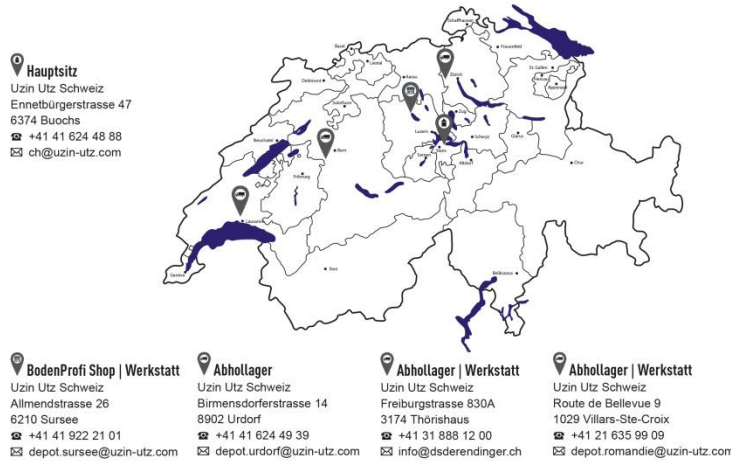 Hauptsitz
Uzin Utz Schweiz
Ennetbürgerstrasse 47
6374 Buochs
+41 41 624 48 88
ch@uzin-utz.com
Schaffhausen
Frauenfeld
Basel
Liestal
Delémont
Aarau
Zürich
St. Gallen
Herisau
Appenzell
Solothurn
Zug
Luzern
Neuchatel
Bern
Schwyz
Glarus
Stans
Sarnen
Altdorf
Chur
Fribourg
Lausanne
Genève
Sion
Bellinzona
BodenProfi Shop | Werkstatt
Uzin Utz Schweiz
Allmendstrasse 26
6210 Sursee
+41 41 922 21 01
depot.sursee@uzin-utz.com
Abhollager
Uzin Utz Schweiz
Birmensdorferstrasse 14
8902 Urdorf
+41 41 624 49 39
depot.urdorf@uzin-utz.com
Abhollager | Werkstatt
Uzin Utz Schweiz
Freiburgstrasse 830A
3174 Thörishaus
+41 31 888 12 00
info@dsderendinger.ch
Abhollager | Werkstatt
Uzin Utz Schweiz
Route de Bellevue 9
1029 Villars-Ste-Croix
+41 21 635 99 09
depot.romandie@uzin-utz.com